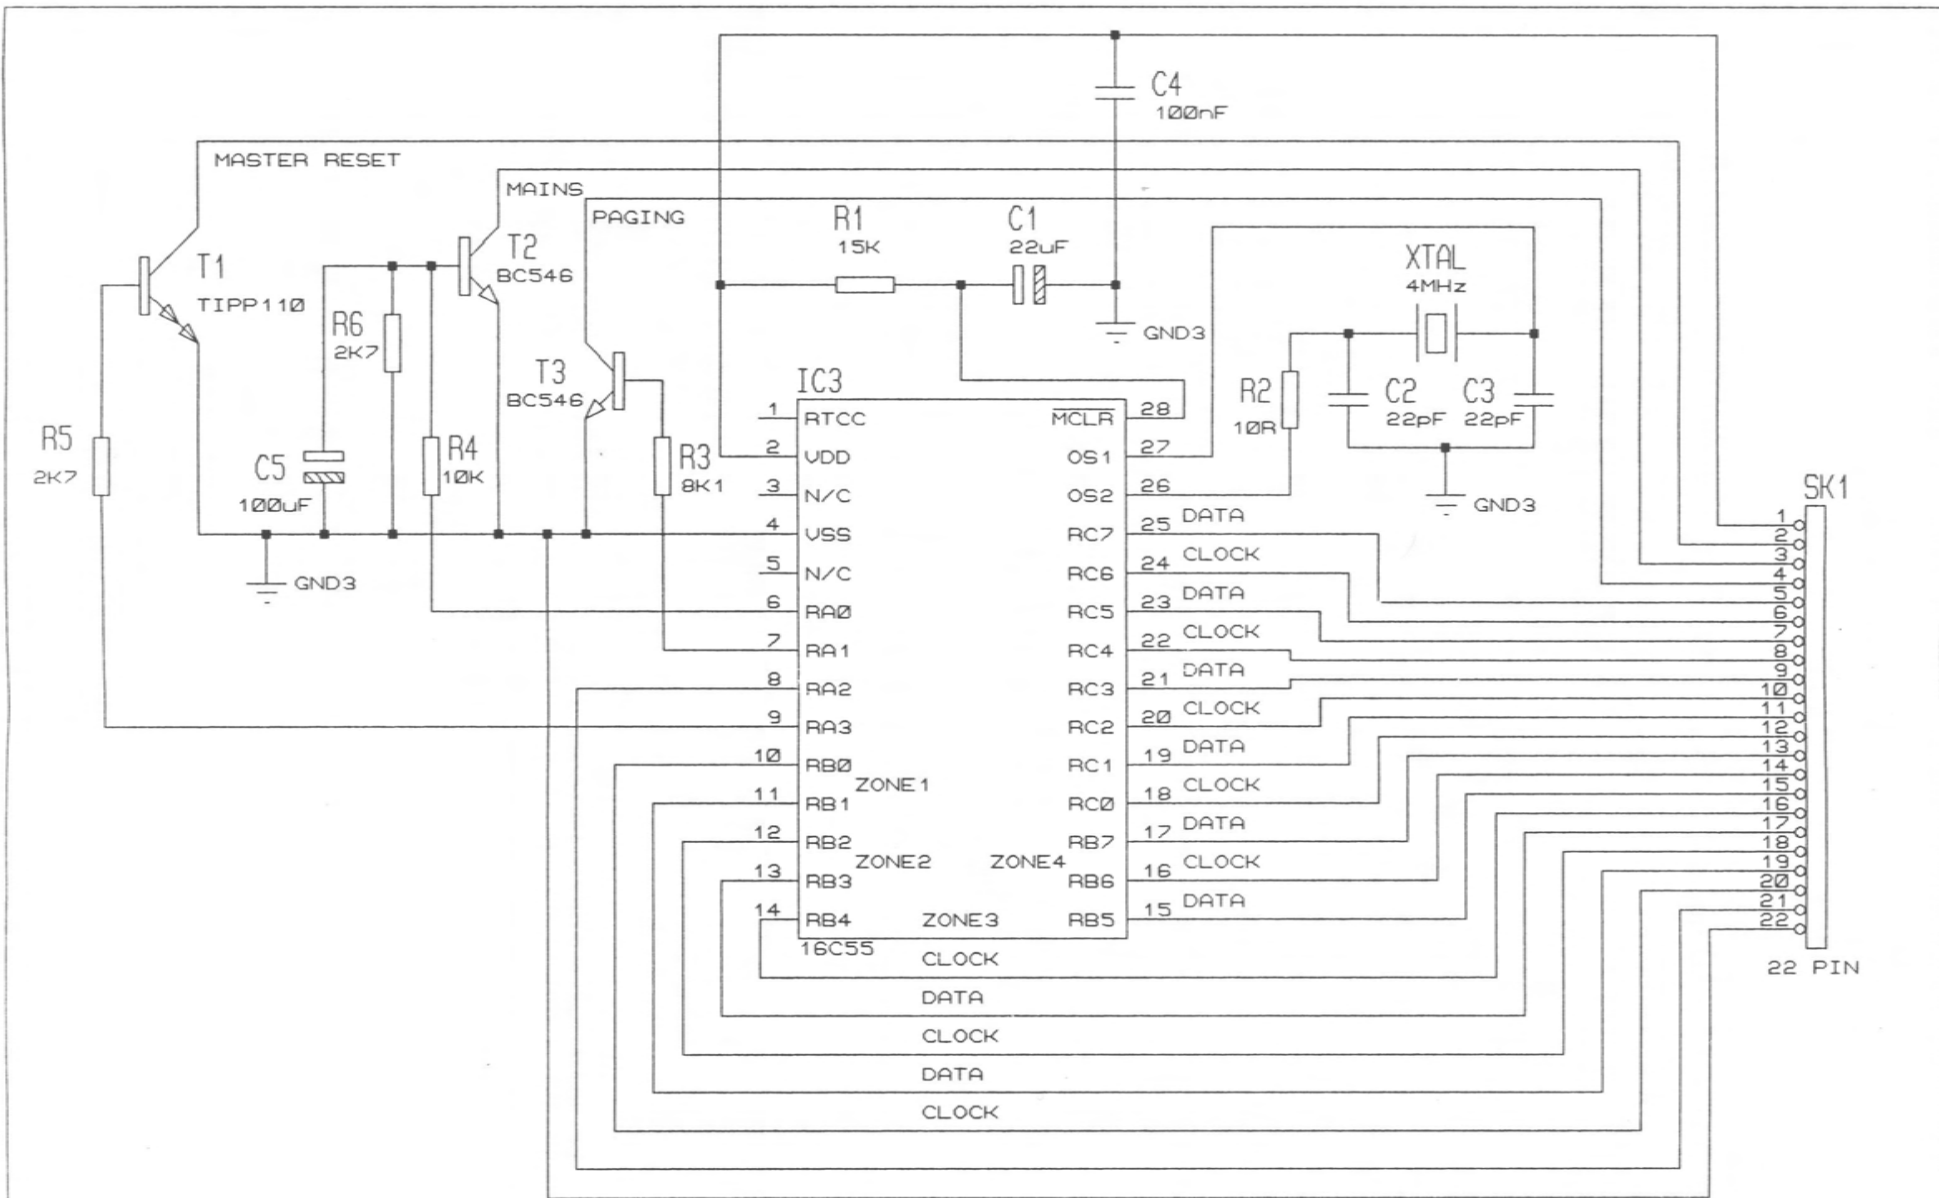 C4
100nF
MASTER RESET
MAINS
PAGING
R1
15K
C1
22uF
T1
TIPP110
T2
BC546
XTAL
4MHz
R6
2K7
GND3
T3
BC546
IC3
R2
10R
C2
22pF
C3
22pF
R5
2K7
C5
100uF
R4
10K
R3
8K1
GND3
GND3
SK1
1 RTCC MCLR 28
2 VDD OS1 27
3 N/C OS2 26
4 VSS RC7 25 DATA
5 N/C RC6 24 CLOCK
6 RA0 RC5 23 DATA
7 RA1 RC4 22 CLOCK
8 RA2 RC3 21 DATA
9 RA3 RC2 20 CLOCK
10 RB0 RC1 19 DATA
ZONE1
11 RB1 RC0 18 CLOCK
12 RB2 RB7 17 DATA
ZONE2 ZONE4
13 RB3 RB6 16 CLOCK
14 RB4 ZONE3 RB5 15 DATA
16C55
CLOCK
DATA
CLOCK
DATA
CLOCK
1
2
3
4
5
6
7
8
9
10
11
12
13
14
15
16
17
18
19
20
21
22
22 PIN